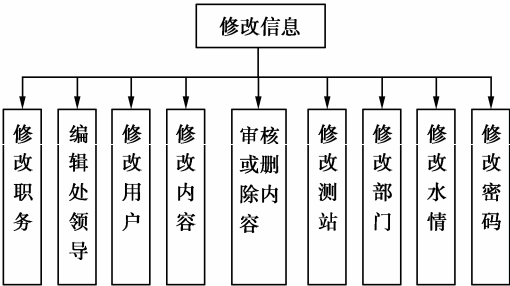 修改信息
修改职务
编辑处领导
修改用户
修改内容
审核
或删
除内
容
修改测站
修改部门
修改水情
修改密码